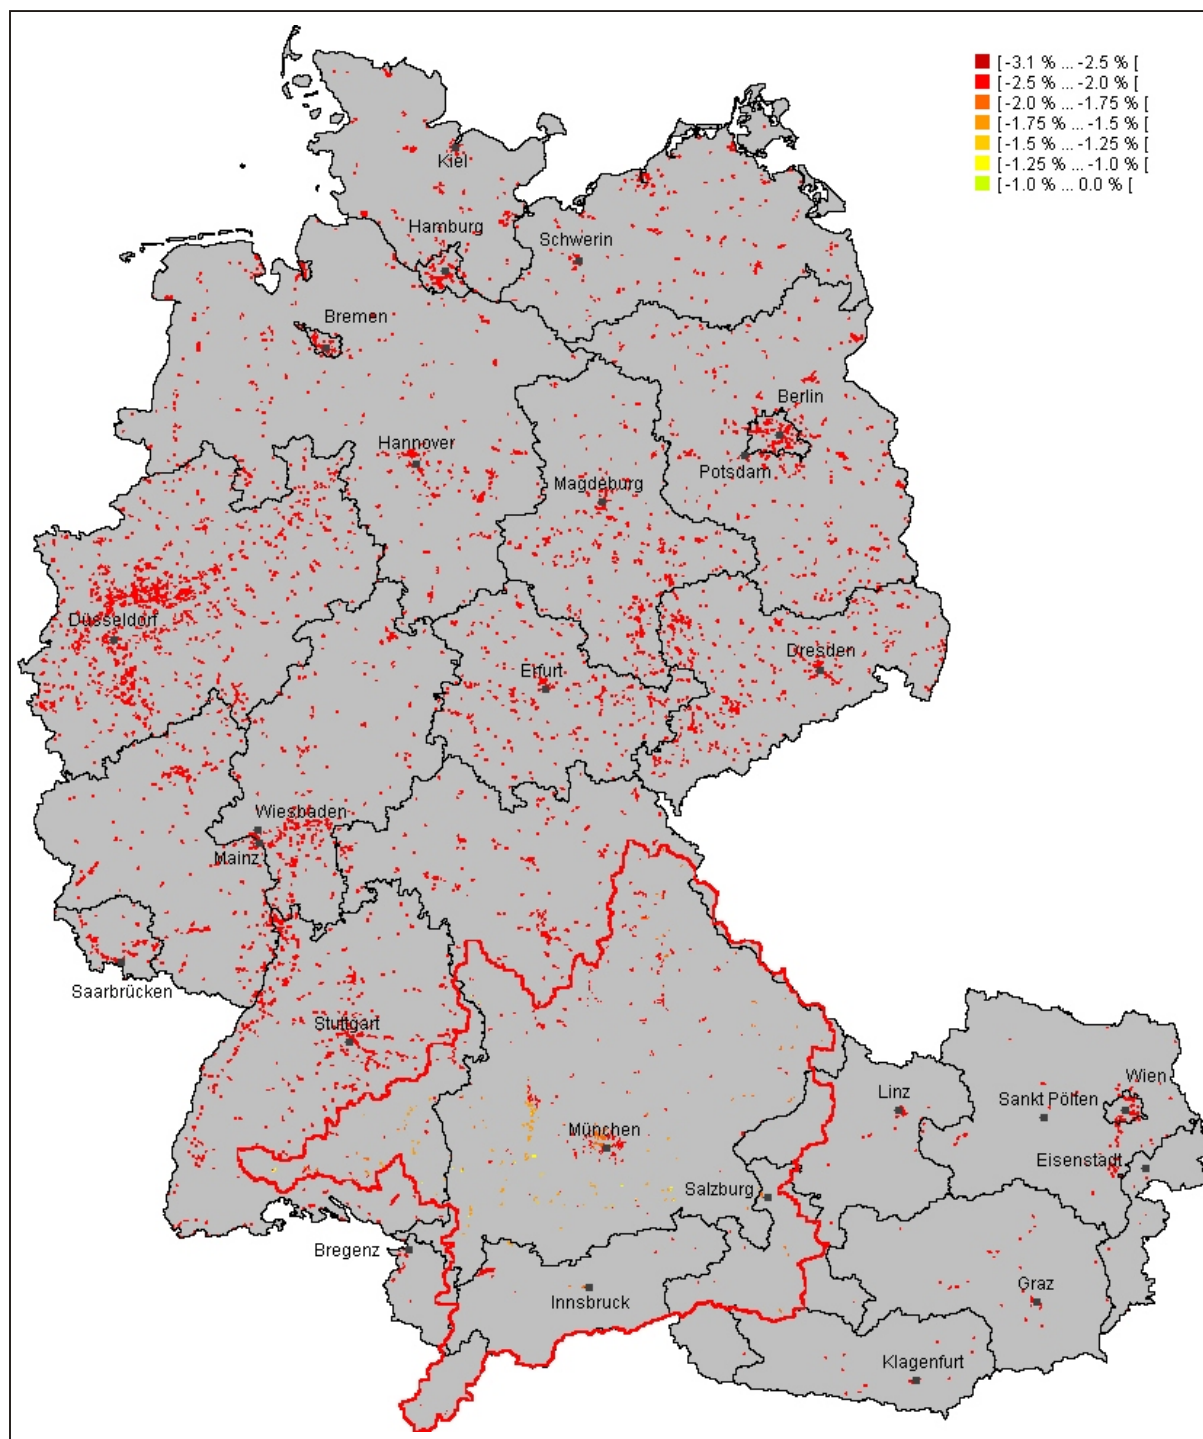 [ -3.1 % ... -2.5 % [
[ -2.5 % ... -2.0 % [
[ -2.0 % ... -1.75 % [
[ -1.75 % ... -1.5 % [
[ -1.5 % ... -1.25 % [
[ -1.25 % ... -1.0 % [
[ -1.0 % ... 0.0 % [
Kiel
Hamburg
Schwerin
Bremen
Berlin
Hannover
Potsdam
Magdeburg
Düsseldorf
Dresden
Erfurt
Wiesbaden
Mainz
Saarbrücken
Stuttgart
Wien
Linz
Sankt Pölten
München
Eisenstadt
Salzburg
Bregenz
Innsbruck
Graz
Klagenfurt